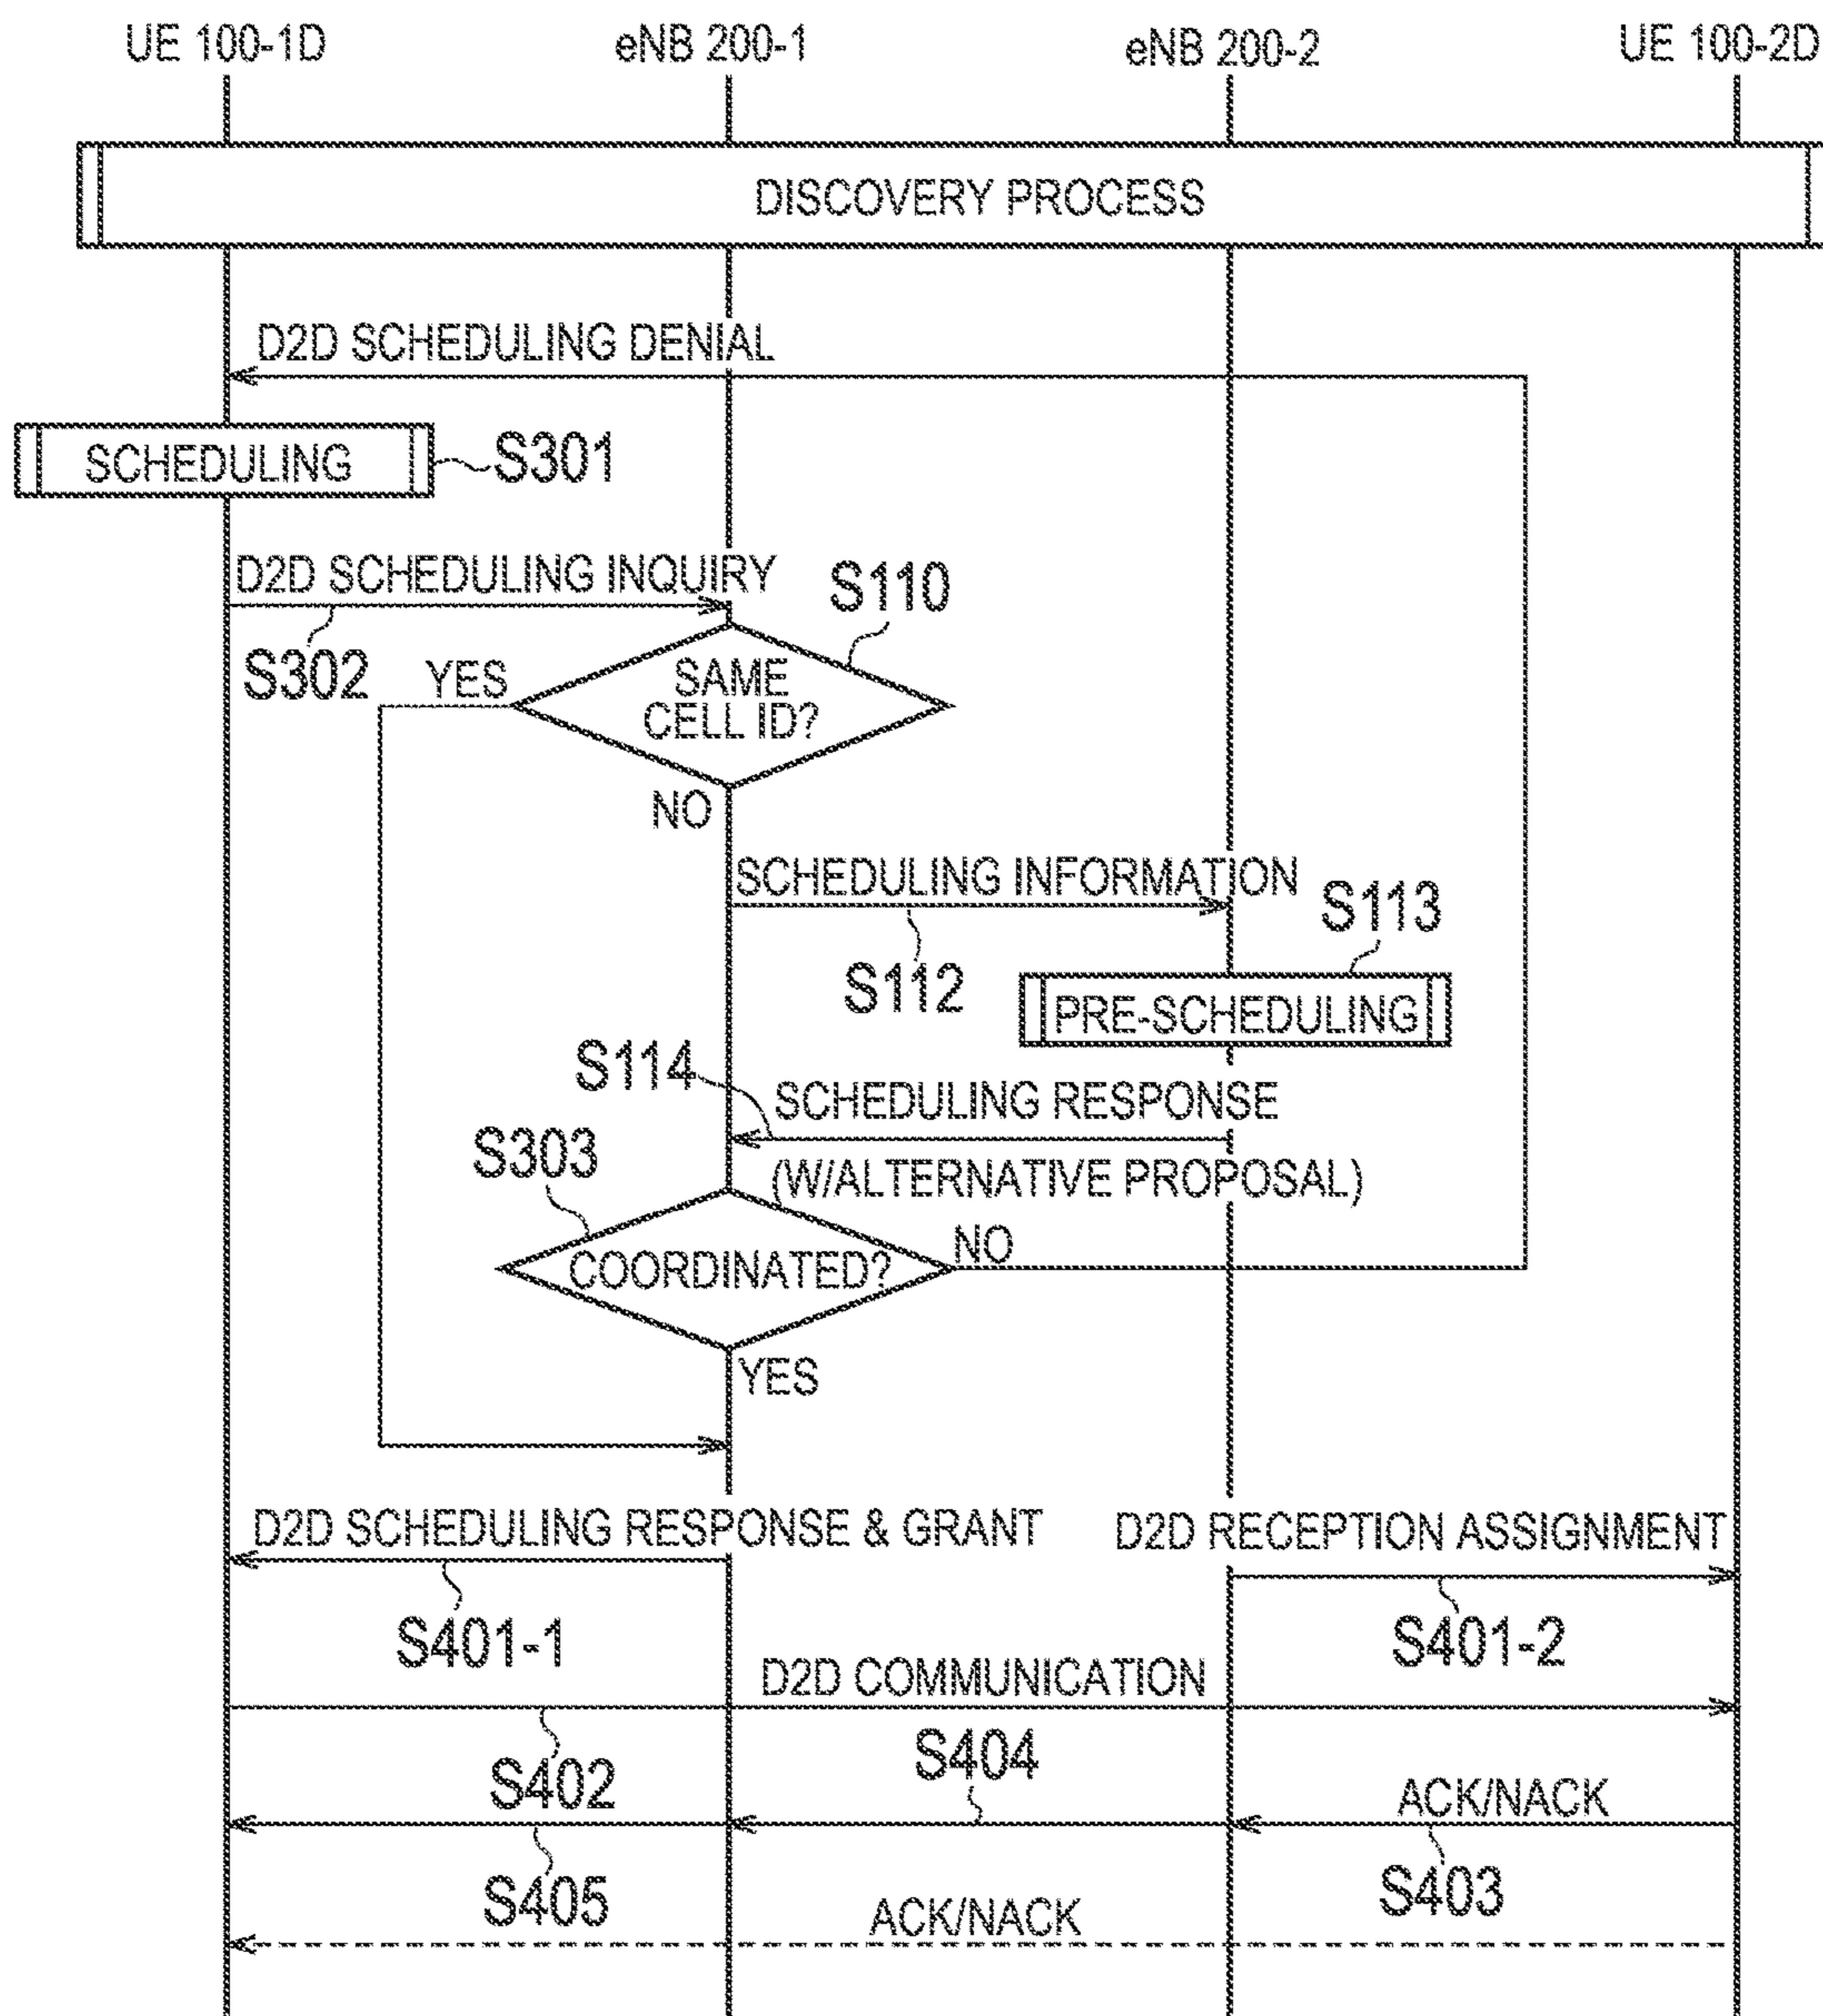 UE 100-1D
eNB 200-1
eNB 200-2
UE 100-2D
DISCOVERY PROCESS
D2D SCHEDULING DENIAL
SCHEDULING
S301
D2D SCHEDULING INQUIRY
S110
S302
YES
SAME
CELL ID?
NO
SCHEDULING INFORMATION
S113
S112
PRE-SCHEDULING
S114
SCHEDULING RESPONSE
S303
(W/ALTERNATIVE PROPOSAL)
NO
COORDINATED?
YES
D2D SCHEDULING RESPONSE & GRANT
D2D RECEPTION ASSIGNMENT
S401-1
S401-2
D2D COMMUNICATION
S404
S402
ACK/NACK
S405
S403
ACK/NACK